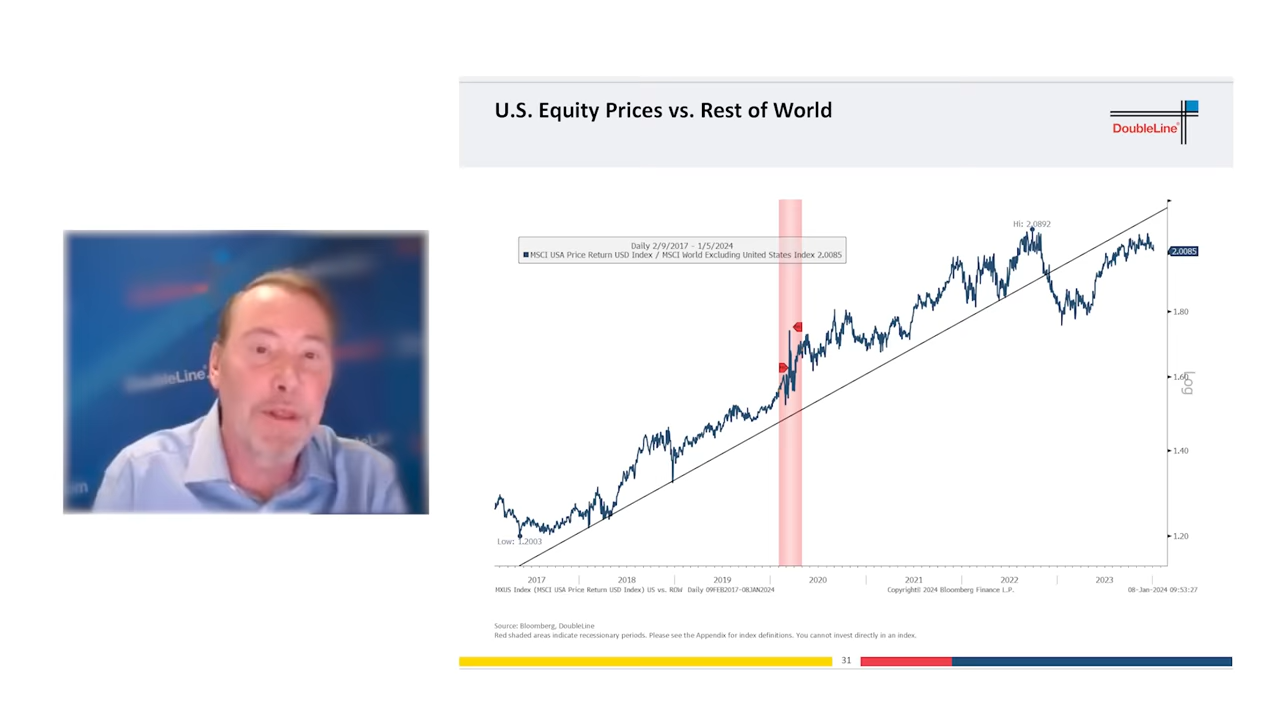 U.S. Equity Prices vs. Rest of World
DoubleLine®
DoubleLine
Hi: 2.0892
Daily 2/9/2017 - 1/5/2024
MSCI USA Price Return USD Index / MSCI World Excluding United States Index 2.0085
2.0085
1.80
1.60
Log
1.40
1.20
Low: 1.2003
2017 2018 2019 2020 2021 2022 2023
MXUS Index (MSCI USA Price Return USD Index) US vs. ROW Daily 09FEB2017-08JAN2024 Copyright© 2024 Bloomberg Finance L.P. 08-Jan-2024 09:53:27
Source: Bloomberg, DoubleLine
Red shaded areas indicate recessionary periods. Please see the Appendix for index definitions. You cannot invest directly in an index.
31